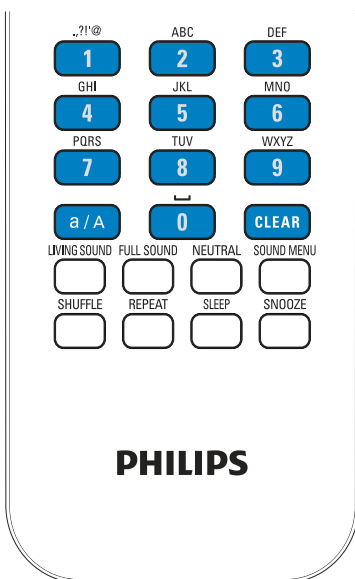 .,?!'@ ABC DEF
1 2 3
GHI JKL MNO
4 5 6
PQRS TUV WXYZ
7 8 9
a/A 0 CLEAR
LIVING SOUND FULL SOUND NEUTRAL SOUND MENU
SHUFFLE REPEAT SLEEP SNOOZE
PHILIPS